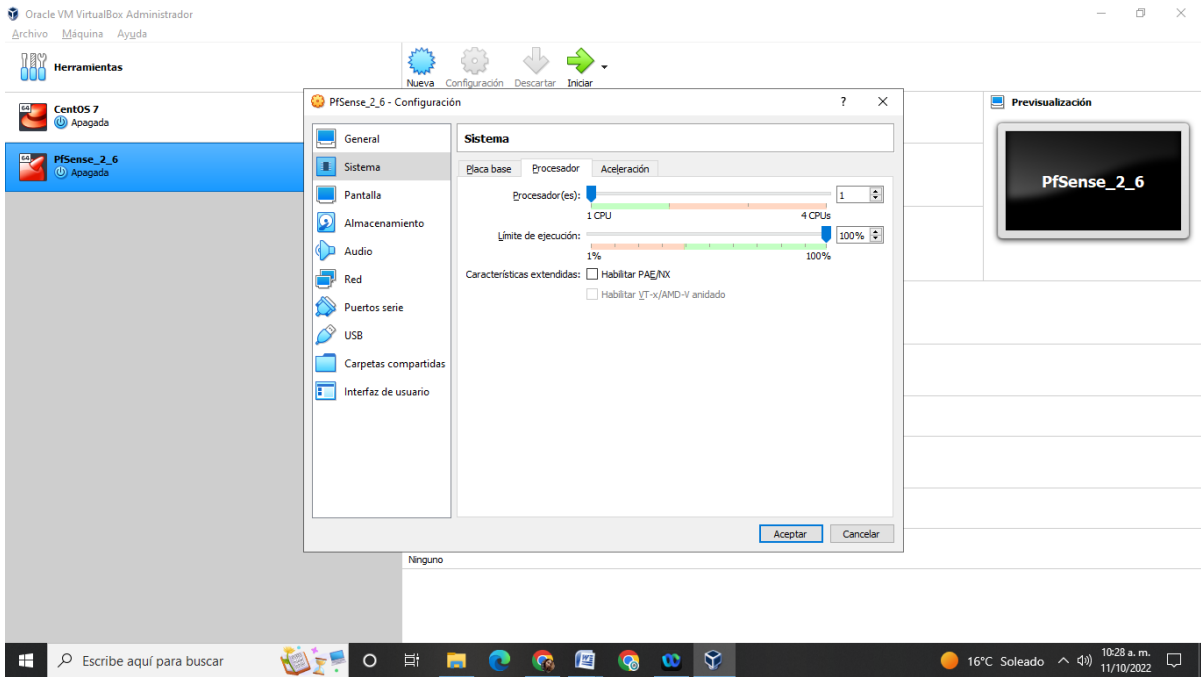 Oracle VM VirtualBox Administrador
Archivo Máquina Ayuda
Herramientas
Nueva Configuración Descartar Iniciar
64 CentOS 7
Apagada
64 PfSense_2_6
Apagada
Previsualización
PfSense_2_6
PfSense_2_6 - Configuración ?
General
Sistema
Pantalla
Almacenamiento
Audio
Red
Puertos serie
USB
Carpetas compartidas
Interfaz de usuario
Sistema
Placa base Procesador Aceleración
Procesador(es): 1
1 CPU 4 CPUs
Límite de ejecución: 100%
1% 100%
Características extendidas: Habilitar PAE/NX
Habilitar VT-x/AMD-V anidado
Aceptar Cancelar
Ninguno
Escribe aquí para buscar
16°C Soleado
10:28 a. m.
11/10/2022